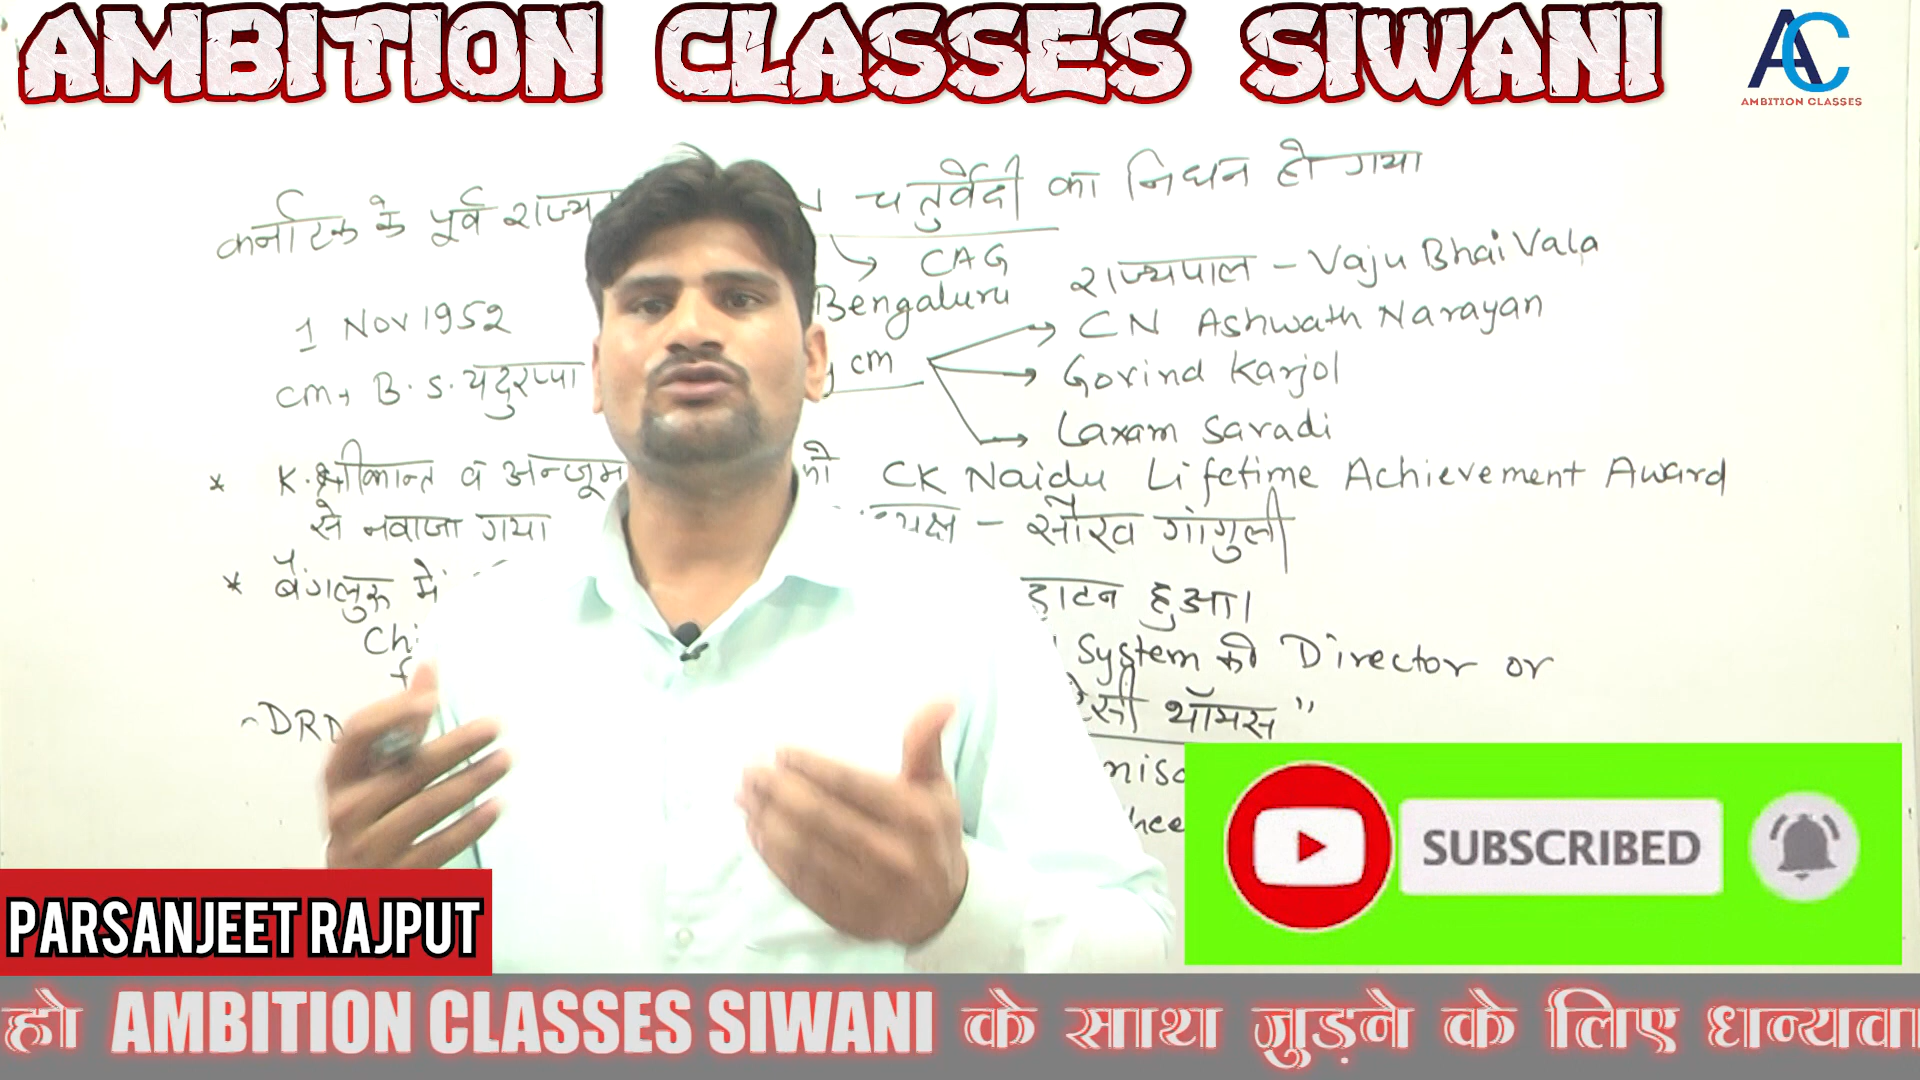 AMBITION CLASSES SIWANI
AC
AMBITION CLASSES
कर्नाटक के पूर्व राज्य चतुर्वेदी का निधन हो गया
CAG
राज्यपाल - Vaju Bhai Vala
1 Nov 1952
Bengaluru
CN Ashwath Narayan
cm → B.S. यदुरप्पा
cm
Govind Karjol
Laxam Saradi
* K. श्रीकान्त व अन्जूम को CK Naidu Lifetime Achievement Award
से नवाजा गया
- सौरव गांगुली
* बैंगलुरू में हुआ।
System की Director or
थॉमस"
PARSANJEET RAJPUT
SUBSCRIBED
हो AMBITION CLASSES SIWANI के साथ जुड़ने के लिए धन्यवा